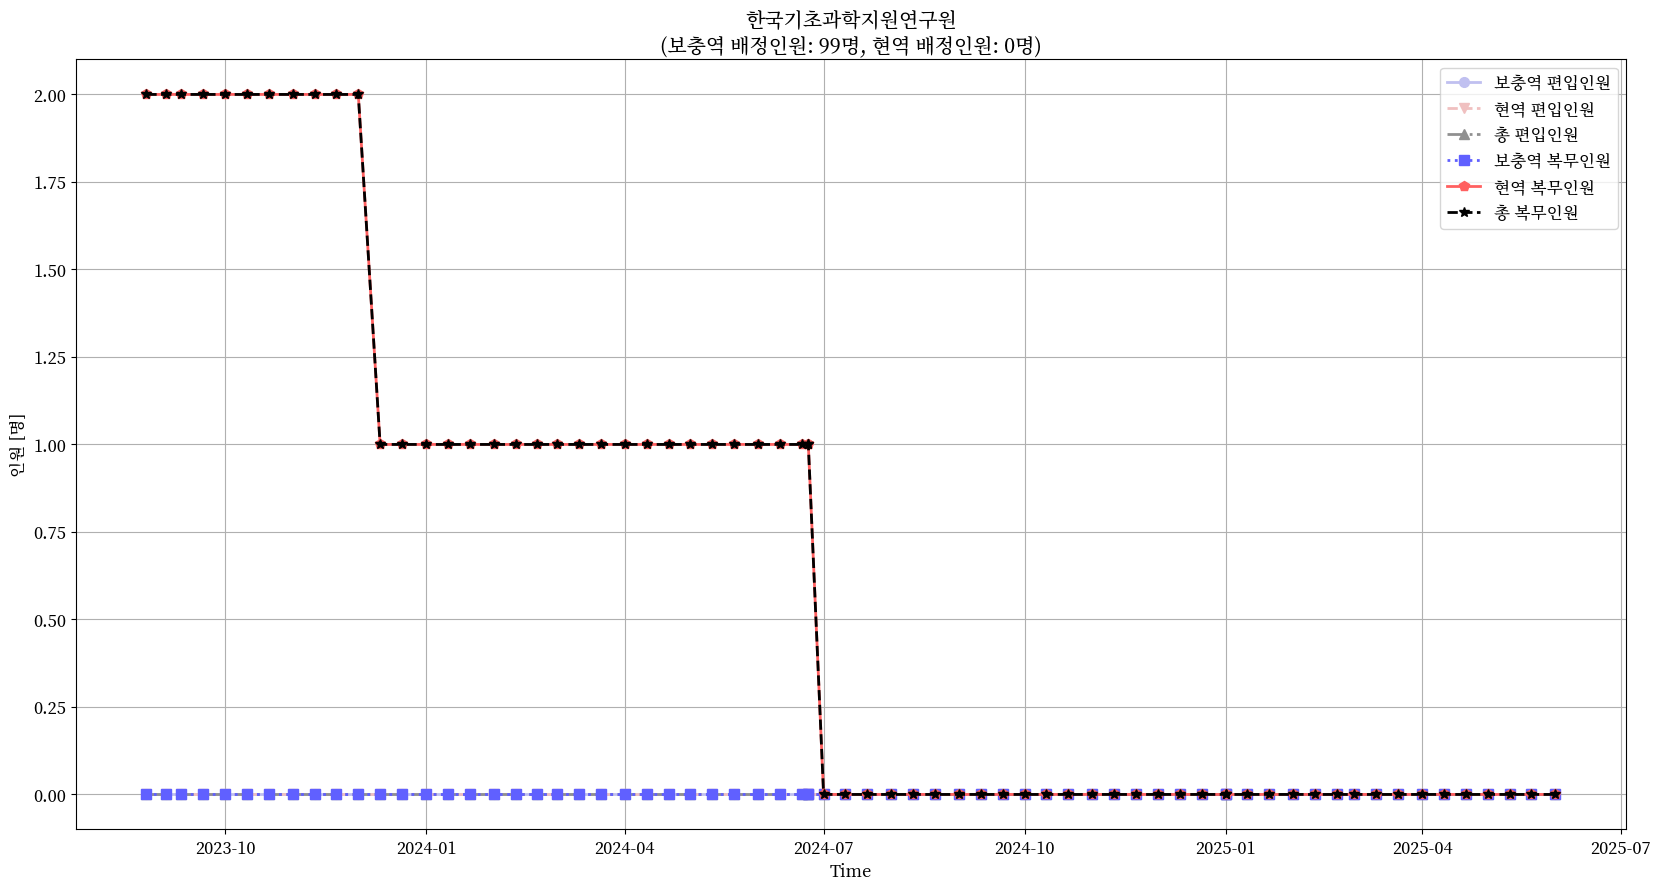 한국기초과학지원연구원
(보충역 배정인원: 99명, 현역 배정인원: 0명)
보충역 편입인원
현역 편입인원
총 편입인원
보충역 복무인원
현역 복무인원
총 복무인원
인원 [명]
2.00
1.75
1.50
1.25
1.00
0.75
0.50
0.25
0.00
2023-10
2024-01
2024-04
2024-07
2024-10
2025-01
2025-04
2025-07
Time